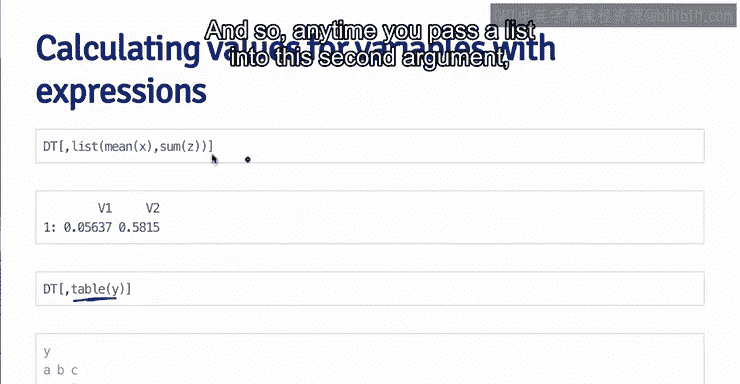 And so, anytime you pass a list
into this second argument,
Calculating values for variables with
expressions
DT[,list(mean(x),sum(z))]
V1 V2
1: 0.05637 0.5815
DT[,table(y)]
y
a b c